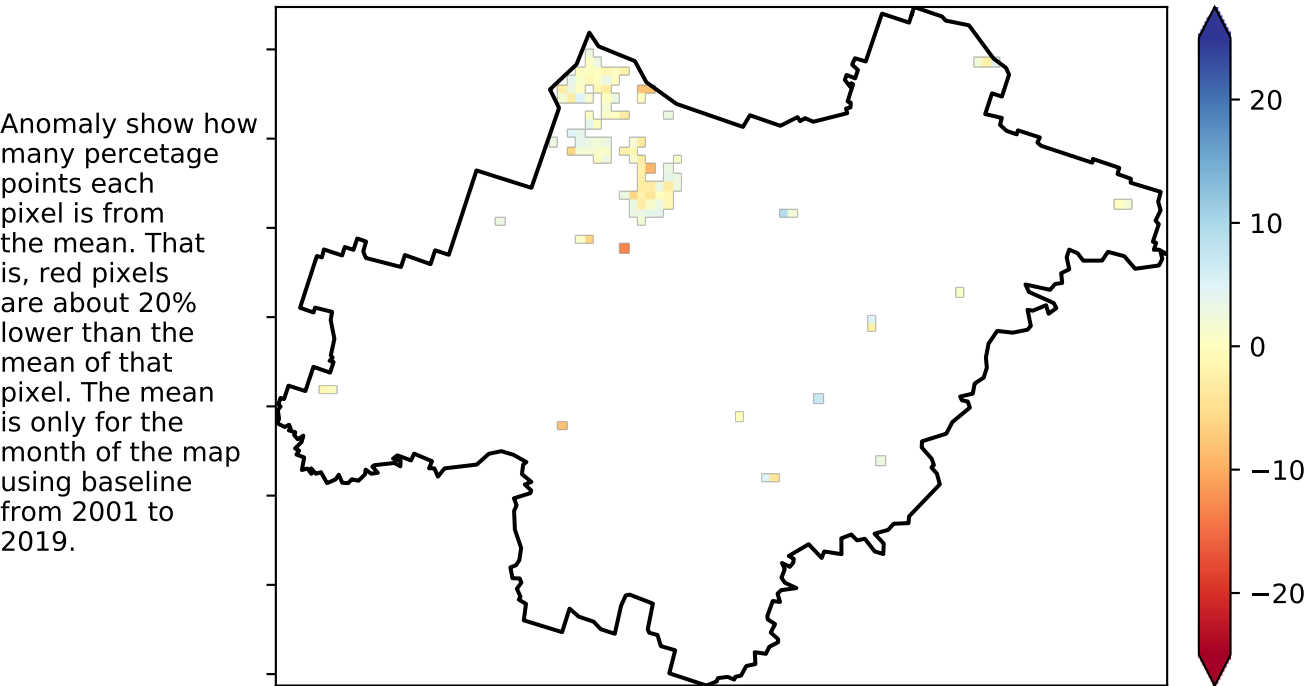 Anomaly show how
many percetage
points each
pixel is from
the mean. That
is, red pixels
are about 20%
lower than the
mean of that
pixel. The mean
is only for the
month of the map
using baseline
from 2001 to
2019.
20
10
0
−10
−20